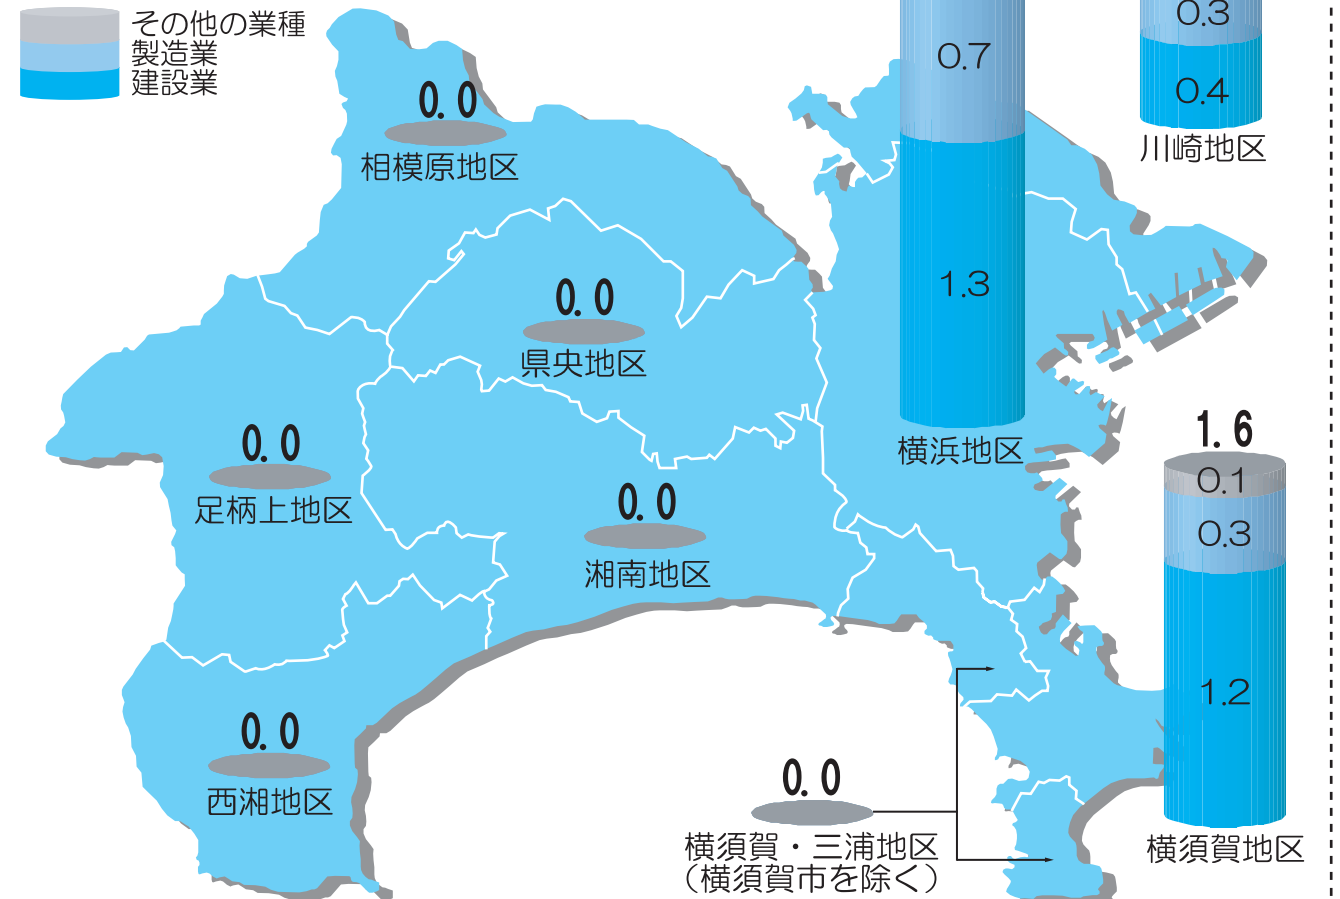 その他の業種
製造業
建設業
0.3
0.7
0.4
0.0
川崎地区
相模原地区
1.3
0.0
県央地区
0.0
横浜地区
1.6
足柄上地区
0.1
0.0
0.3
湘南地区
1.2
0.0
西湘地区
0.0
横須賀・三浦地区
(横須賀市を除く)
横須賀地区